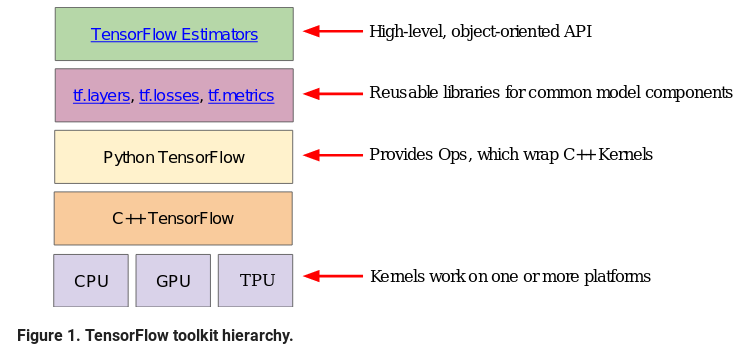 TensorFlow Estimators
High-level, object-oriented API
tf.layers, tf.losses, tf.metrics
Reusable libraries for common model components
Python TensorFlow
Provides Ops, which wrap C++ Kernels
C++ TensorFlow
CPU
GPU
TPU
Kernels work on one or more platforms
Figure 1. TensorFlow toolkit hierarchy.